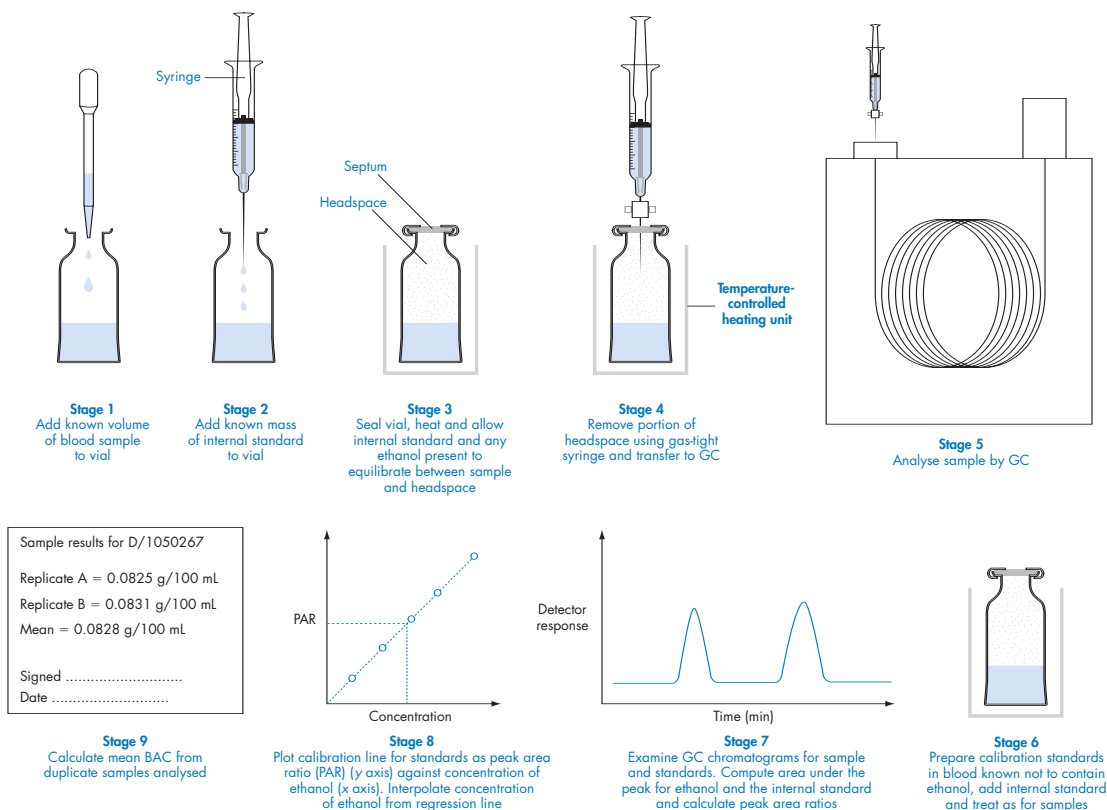 Syringe
Septum
Headspace
Temperature-
controlled
heating unit
Stage 1
Add known volume
of blood sample
to vial
Stage 2
Add known mass
of internal standard
to vial
Stage 3
Seal vial, heat and allow
internal standard and any
ethanol present to
equilibrate between sample
and headspace
Stage 4
Remove portion of
headspace using gas-tight
syringe and transfer to GC
Stage 5
Analyse sample by GC
Sample results for D/1050267
Replicate A = 0.0825 g/100 mL
Replicate B = 0.0831 g/100 mL
Mean = 0.0828 g/100 mL
Signed ............................
Date ...........................
Stage 9
Calculate mean BAC from
duplicate samples analysed
PAR
Concentration
Stage 8
Plot calibration line for standards as peak area
ratio (PAR) (y axis) against concentration of
ethanol (x axis). Interpolate concentration
of ethanol from regression line
Detector
response
Time (min)
Stage 7
Examine GC chromatograms for sample
and standards. Compute area under the
peak for ethanol and the internal standard
and calculate peak area ratios
Stage 6
Prepare calibration standards
in blood known not to contain
ethanol, add internal standard
and treat as for samples